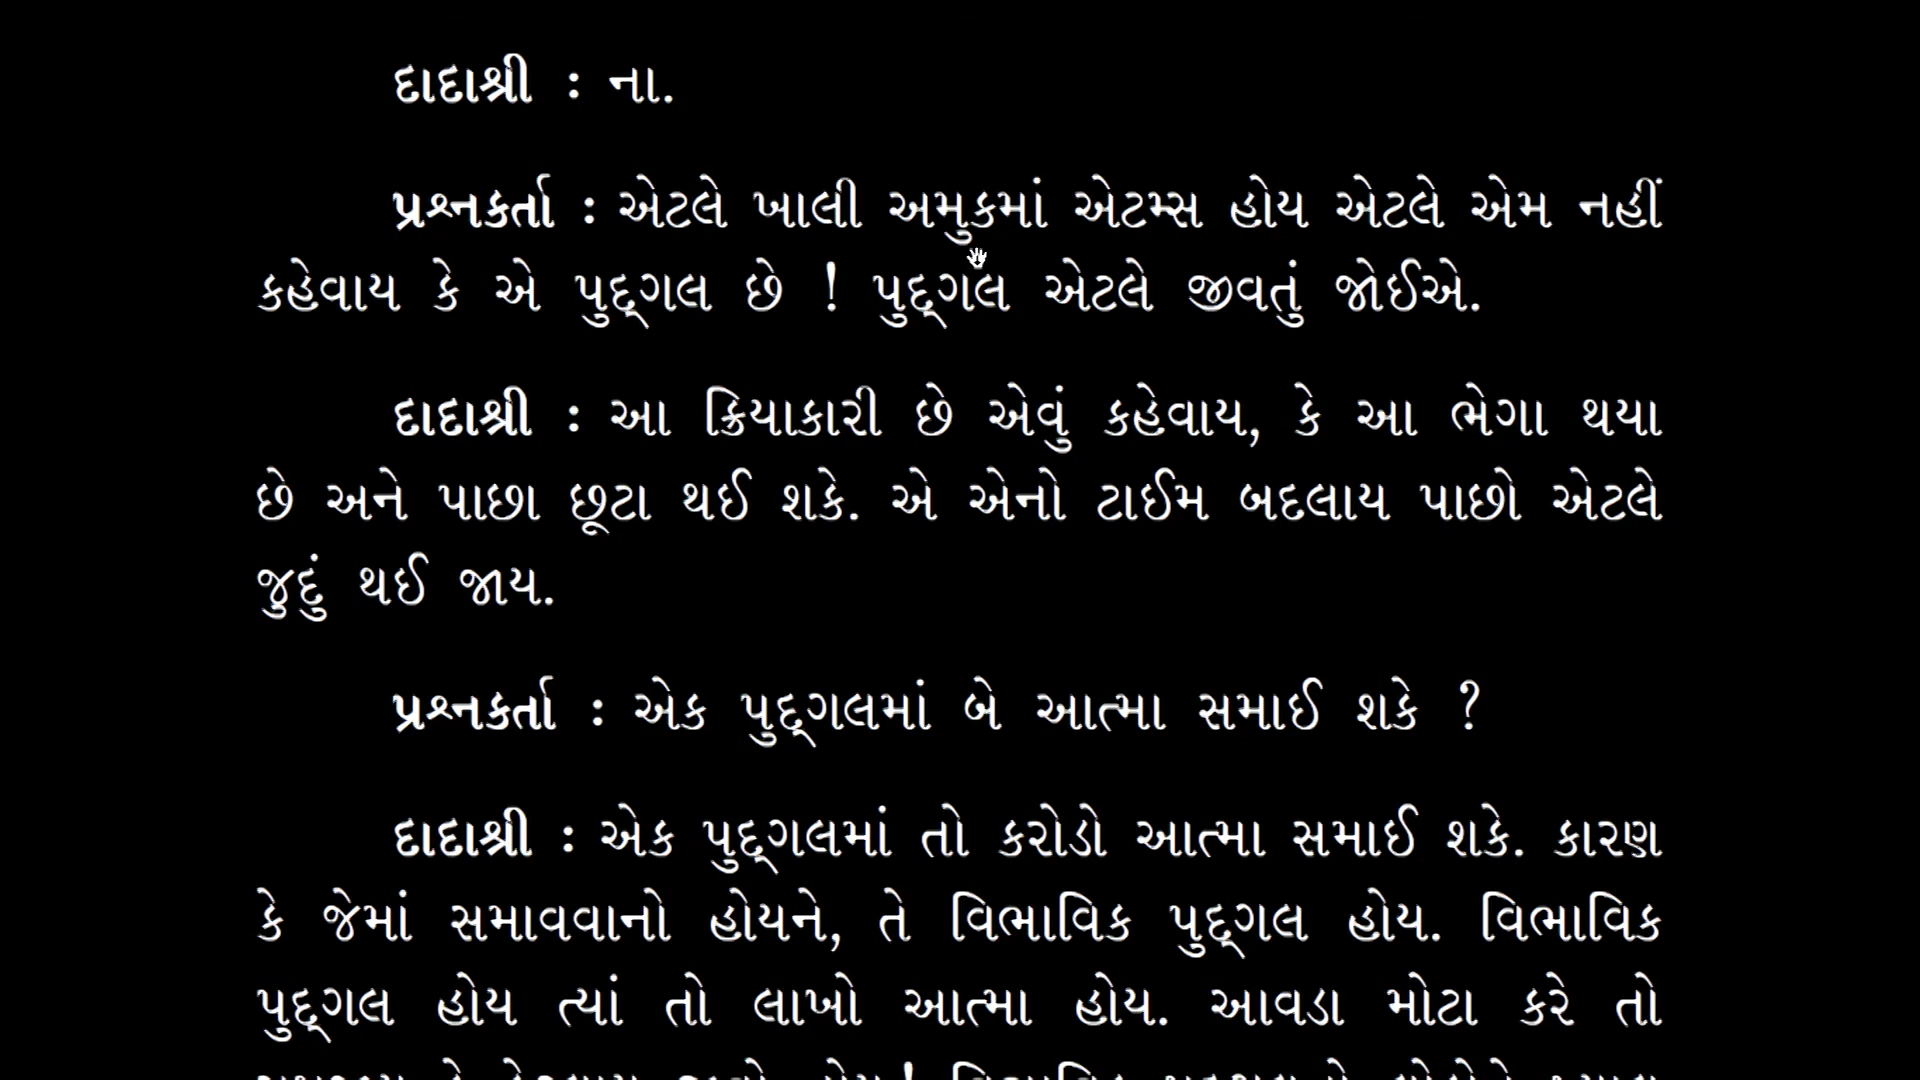 દાદાશ્રી : ના.
પ્રશ્નકર્તા : એટલે ખાલી અમુકમાં એટમ્સ હોય એટલે એમ નહીં
કહેવાય કે એ પુદ્ગલ છે ! પુદ્ગલ એટલે જીવતું જોઈએ.
દાદાશ્રી : આ ક્રિયાકારી છે એવું કહેવાય, કે આ ભેગા થયા
છે અને પાછા છૂટા થઈ શકે. એ એનો ટાઈમ બદલાય પાછો એટલે
જુદું થઈ જાય.
પ્રશ્નકર્તા : એક પુદ્ગલમાં બે આત્મા સમાઈ શકે ?
દાદાશ્રી : એક પુદ્ગલમાં તો કરોડો આત્મા સમાઈ શકે. કારણ
કે જેમાં સમાવવાનો હોયને, તે વિભાવિક પુદ્ગલ હોય. વિભાવિક
પુદ્ગલ હોય ત્યાં તો લાખો આત્મા હોય. આવડા મોટા કરે તો